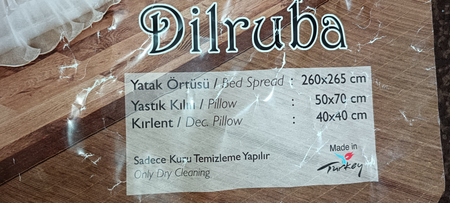 Dilruba
Yatak Örtüsü / Bed Spread : 260x265 cm
Yastık Kılıfı / Pillow : 50x70 cm
Kırlent / Dec. Pillow : 40x40 cm
Sadece Kuru Temizleme Yapılır
Only Dry Cleaning
Made in
Turkey